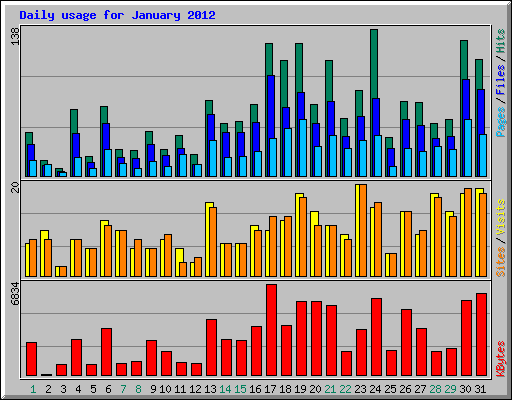 Daily usage for January 2012
138
Pages / Files / Hits
20
Sites / Visits
6834
KBytes
1 2 3 4 5 6 7 8 9 10 11 12 13 14 15 16 17 18 19 20 21 22 23 24 25 26 27 28 29 30 31